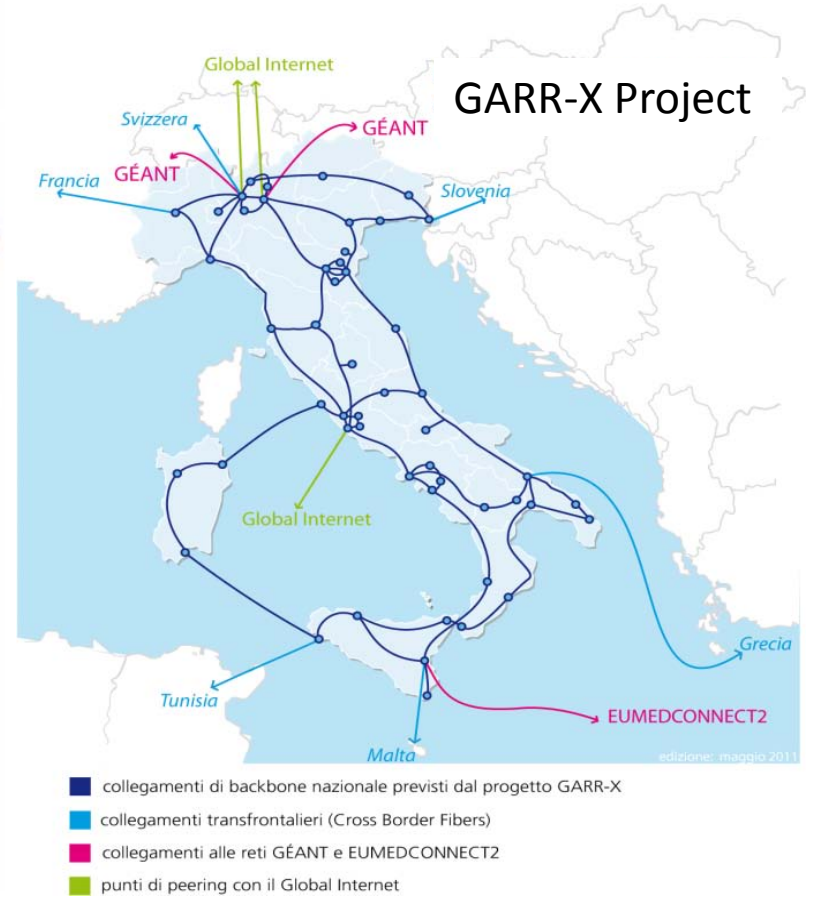 Global Internet
GARR-X Project
Svizzera
GÉANT
GÉANT
Francia
Slovenia
Global Internet
Grecia
Tunisia
EUMEDCONNECT2
Malta
edizione: maggio 2011
collegamenti di backbone nazionale previsti dal progetto GARR-X
collegamenti transfrontalieri (Cross Border Fibers)
collegamenti alle reti GÉANT e EUMEDCONNECT2
punti di peering con il Global Internet